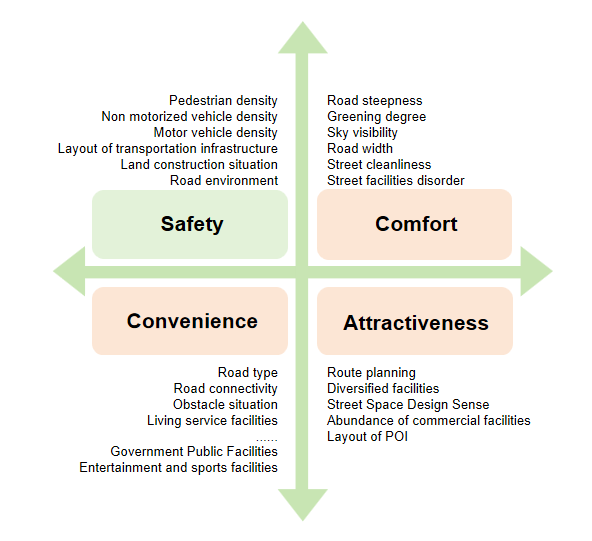 Pedestrian density
Non motorized vehicle density
Motor vehicle density
Layout of transportation infrastructure
Land construction situation
Road environment
Safety
Road steepness
Greening degree
Sky visibility
Road width
Street cleanliness
Street facilities disorder
Comfort
Convenience
Road type
Road connectivity
Obstacle situation
Living service facilities
......
Government Public Facilities
Entertainment and sports facilities
Attractiveness
Route planning
Diversified facilities
Street Space Design Sense
Abundance of commercial facilities
Layout of POI